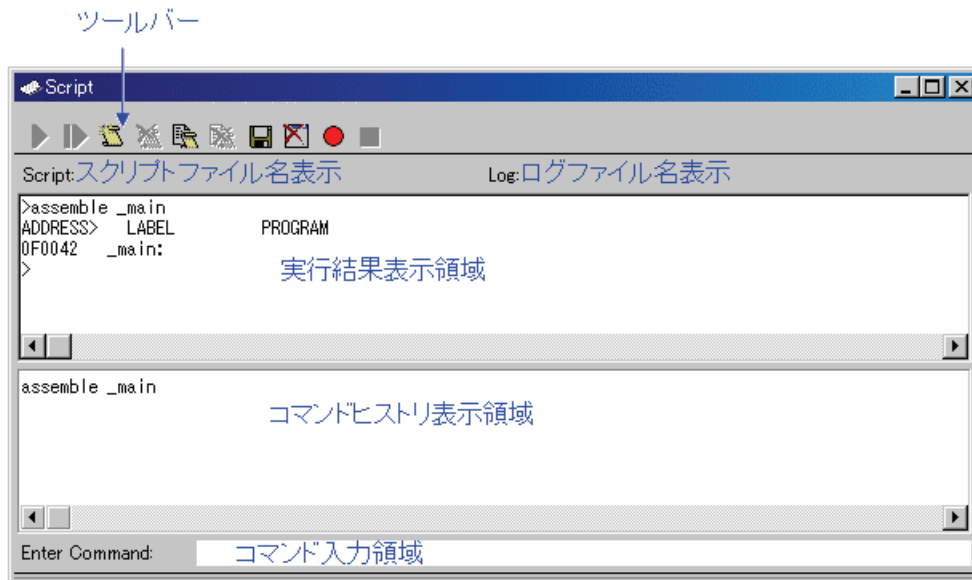 ツールバー
Script
Script:スクリプトファイル名表示 Log:ログファイル名表示
>assemble _main
ADDRESS> LABEL PROGRAM
0F0042 _main:
>
実行結果表示領域
assemble _main
コマンドヒストリ表示領域
Enter Command: コマンド入力領域